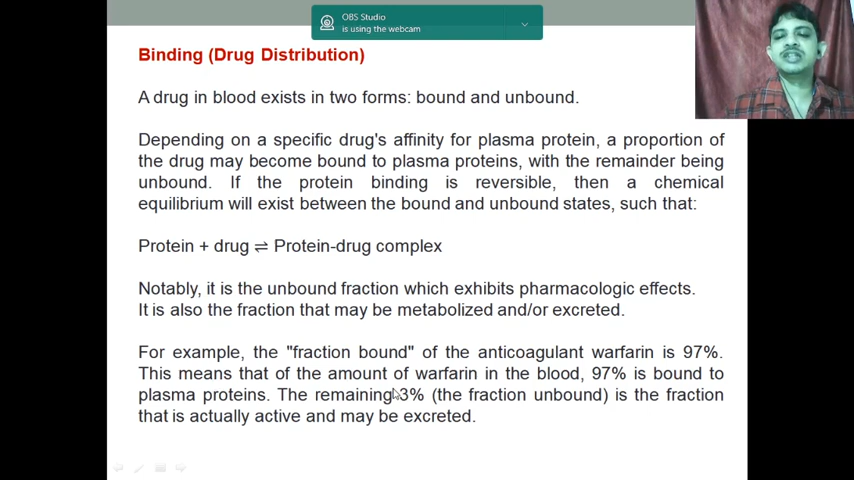 OBS Studio
is using the webcam
Binding (Drug Distribution)
A drug in blood exists in two forms: bound and unbound.
Depending on a specific drug's affinity for plasma protein, a proportion of
the drug may become bound to plasma proteins, with the remainder being
unbound. If the protein binding is reversible, then a chemical
equilibrium will exist between the bound and unbound states, such that:
Protein + drug ⇌ Protein-drug complex
Notably, it is the unbound fraction which exhibits pharmacologic effects.
It is also the fraction that may be metabolized and/or excreted.
For example, the "fraction bound" of the anticoagulant warfarin is 97%.
This means that of the amount of warfarin in the blood, 97% is bound to
plasma proteins. The remaining 3% (the fraction unbound) is the fraction
that is actually active and may be excreted.